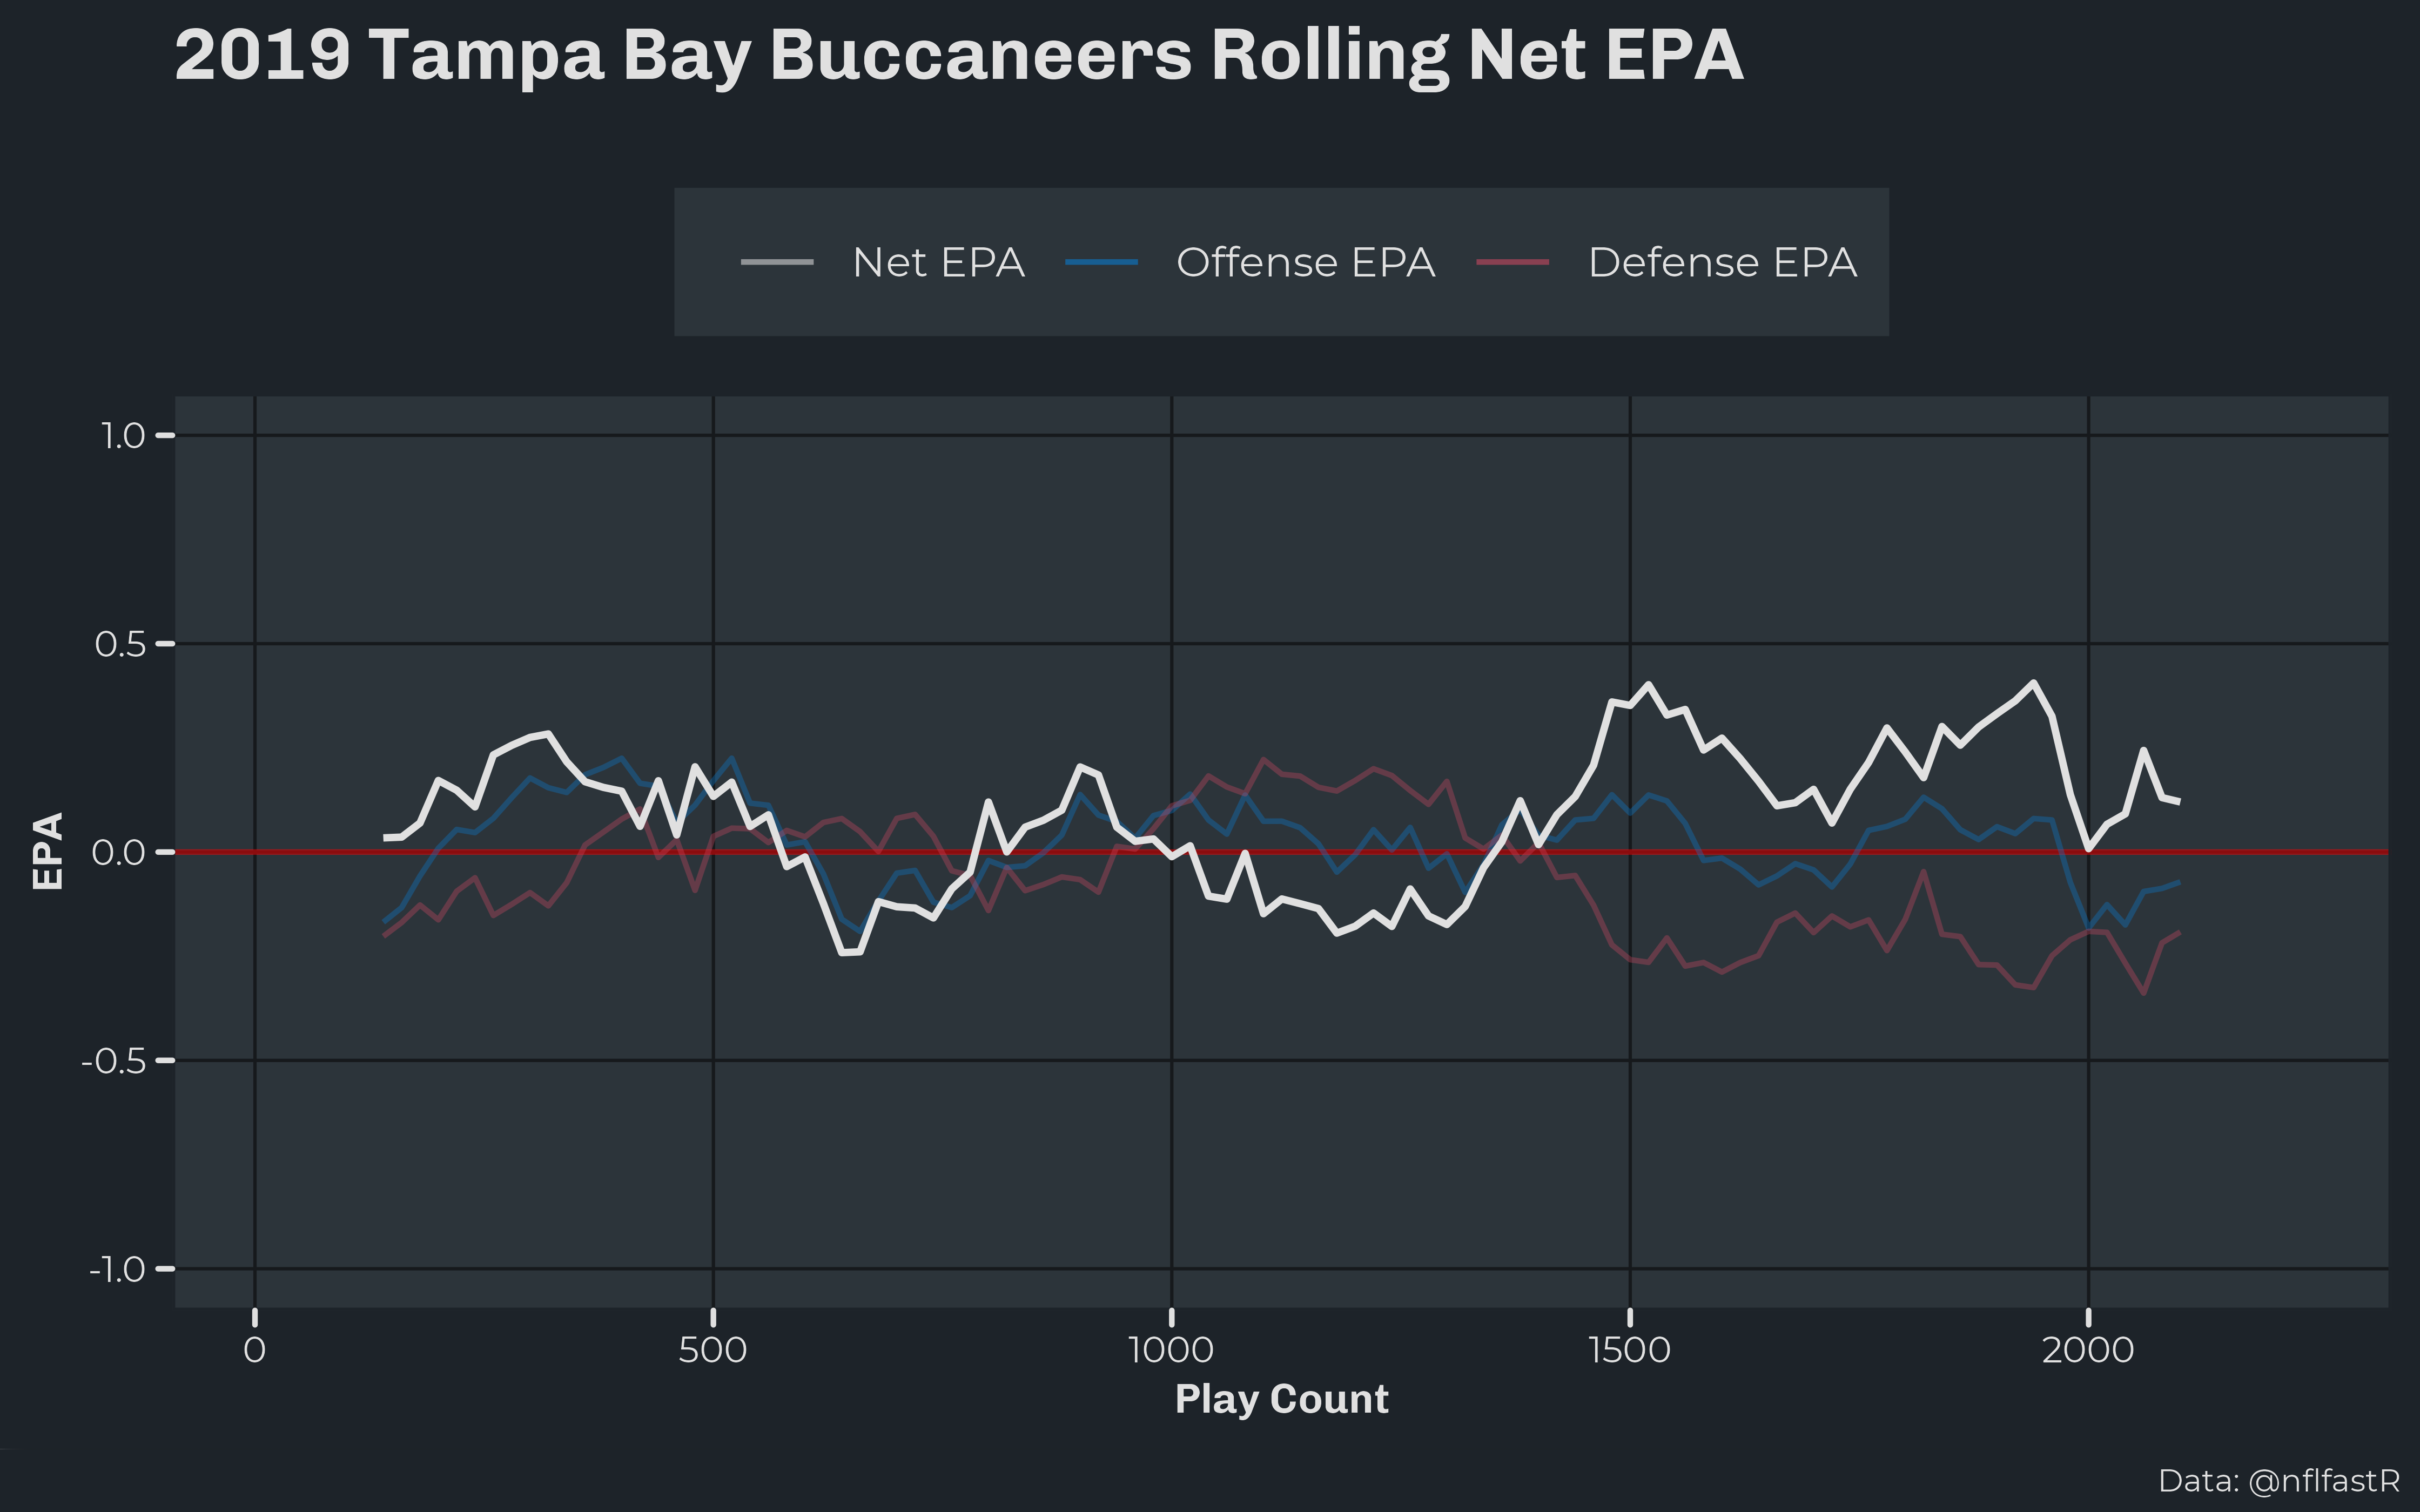 2019 Tampa Bay Buccaneers Rolling Net EPA
Net EPA Offense EPA Defense EPA
1.0
0.5
0.0
-0.5
-1.0
EPA
0 500 1000 1500 2000
Play Count
Data: @nflfastR